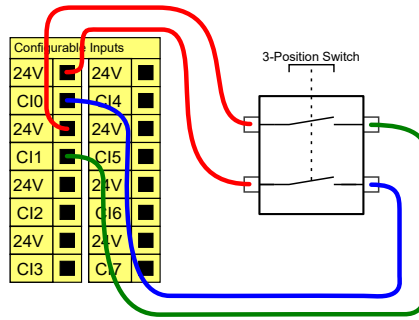 Configurable Inputs
24V 24V
CI0 CI4
24V 24V
CI1 CI5
24V 24V
CI2 CI6
24V 24V
CI3 CI7
3-Position Switch